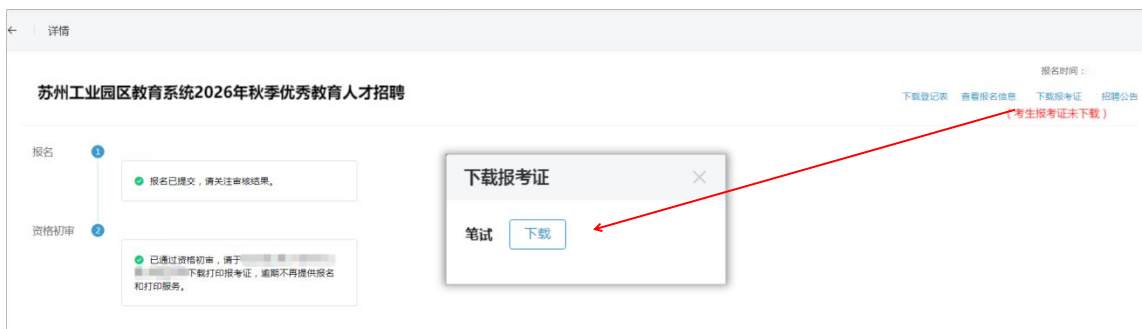 ← 详情
报名时间：
苏州工业园区教育系统2026年秋季优秀教育人才招聘
下载登记表 查看报名信息 下载报考证 招聘公告
（考生报考证未下载）
报名 1
报名已提交，请关注审核结果。
资格初审 2
已通过资格初审，请于
下载打印报考证，逾期不再提供报名
和打印服务。
下载报考证
笔试 下载